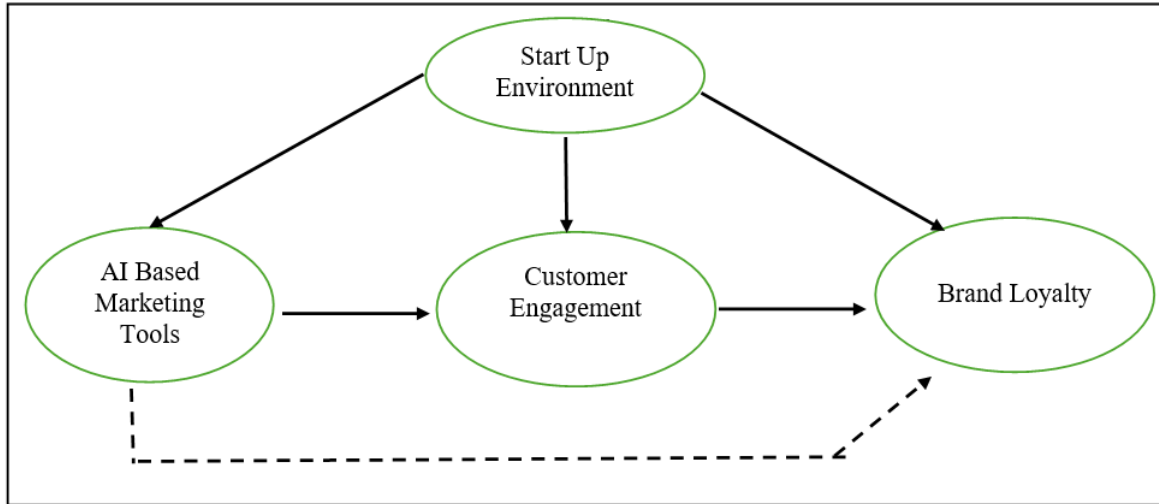 Start Up
Environment
AI Based
Marketing
Tools
Customer
Engagement
Brand Loyalty